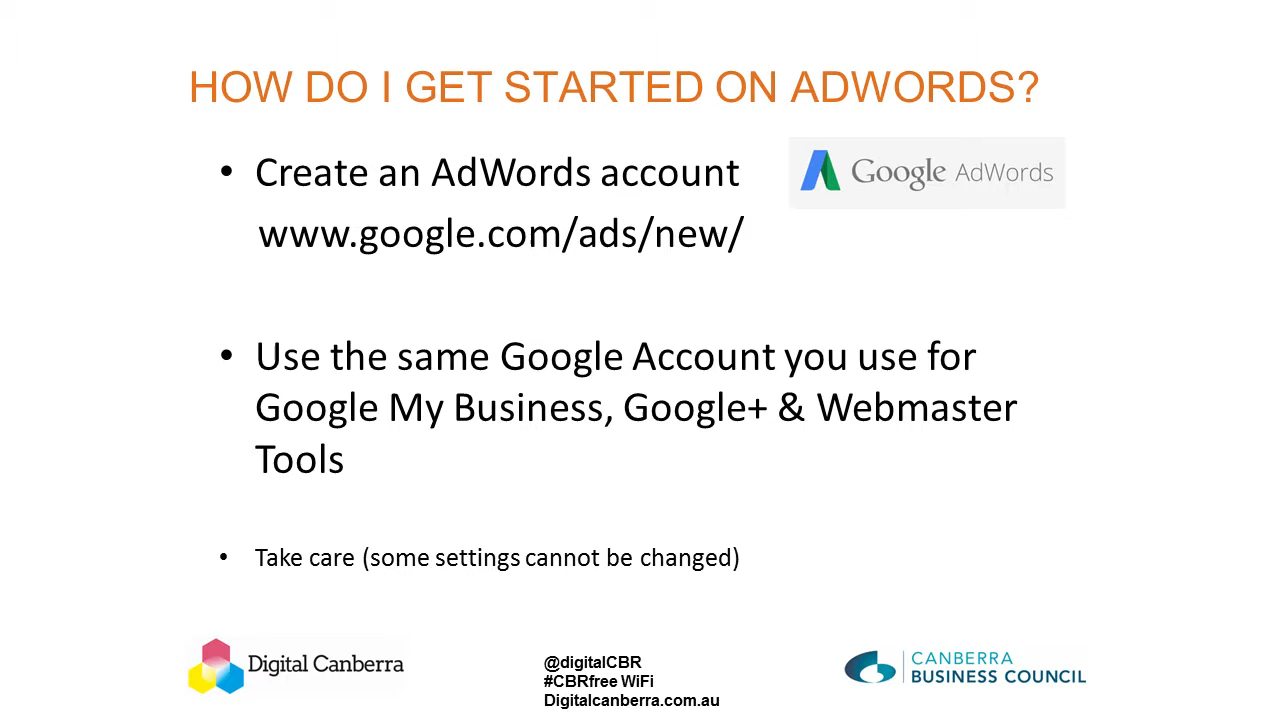 HOW DO I GET STARTED ON ADWORDS?
• Create an AdWords account
Google AdWords
www.google.com/ads/new/
• Use the same Google Account you use for
Google My Business, Google+ & Webmaster
Tools
• Take care (some settings cannot be changed)
Digital Canberra
@digitalCBR
#CBRfree WiFi
Digitalcanberra.com.au
CANBERRA
BUSINESS COUNCIL